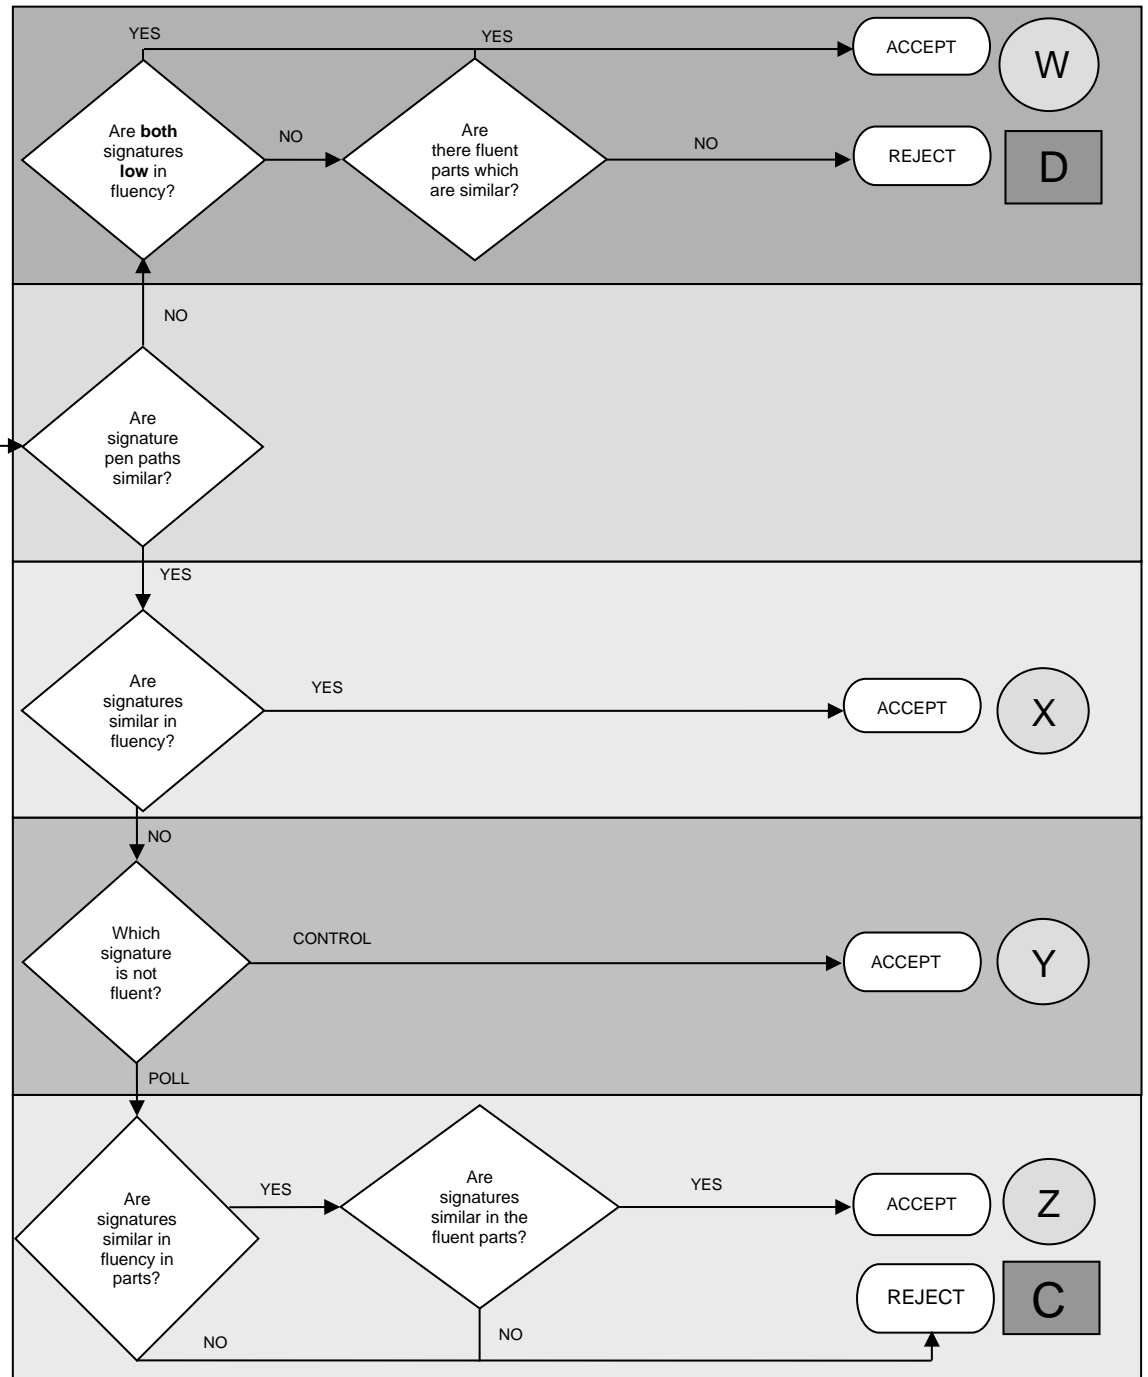 YES
YES
ACCEPT
W
Are both
signatures
low in
fluency?
NO
Are
there fluent
parts which
are similar?
NO
REJECT
D
NO
Are
signature
pen paths
similar?
YES
Are
signatures
similar in
fluency?
YES
ACCEPT
X
NO
Which
signature
is not
fluent?
CONTROL
ACCEPT
Y
POLL
Are
signatures
similar in
fluency in
parts?
YES
Are
signatures
similar in the
fluent parts?
YES
ACCEPT
Z
REJECT
C
NO
NO